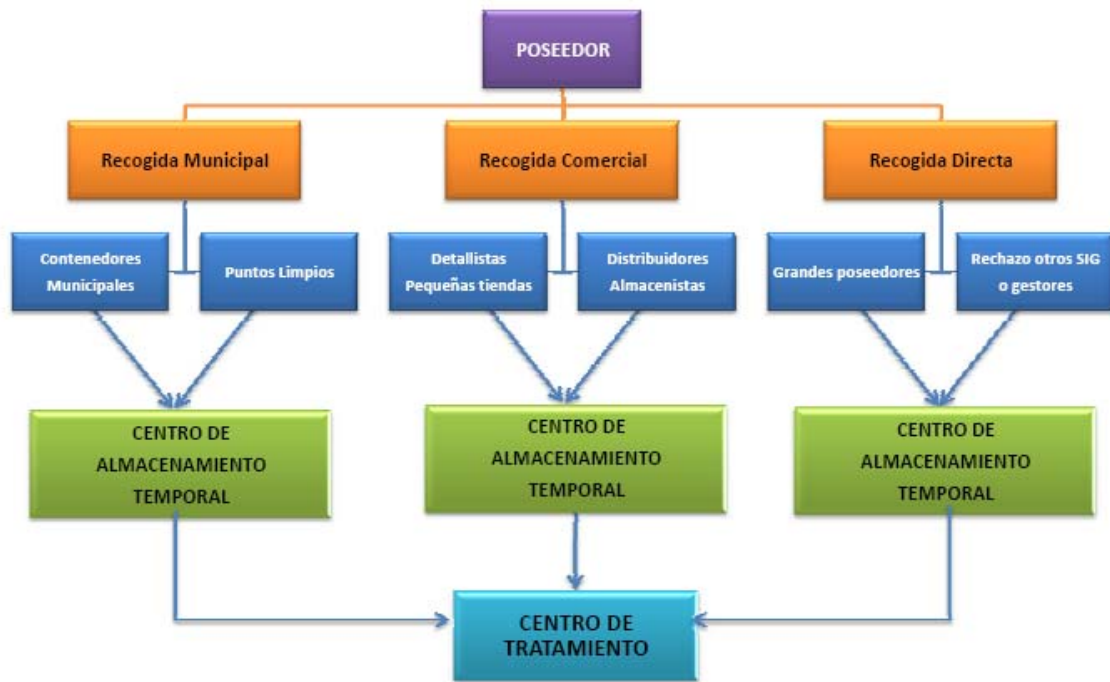 POSEEDOR
Recogida Municipal
Recogida Comercial
Recogida Directa
Contenedores
Municipales
Puntos Limpios
Detallistas
Pequeñas tiendas
Distribuidores
Almacenistas
Grandes poseedores
Rechazo otros SIG
o gestores
CENTRO DE
ALMACENAMIENTO
TEMPORAL
CENTRO DE
ALMACENAMIENTO
TEMPORAL
CENTRO DE
ALMACENAMIENTO
TEMPORAL
CENTRO DE
TRATAMIENTO